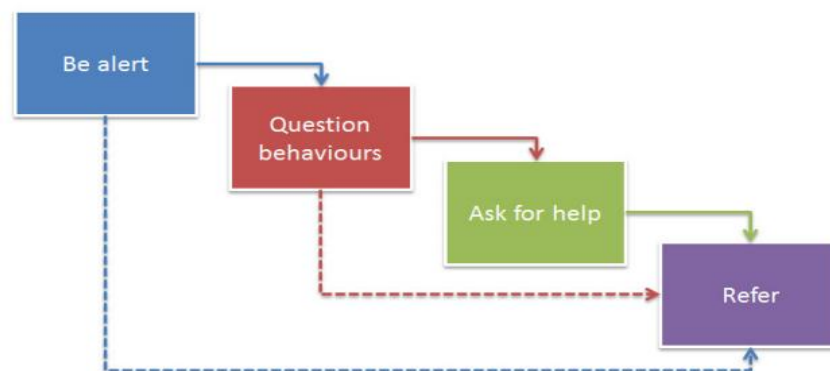 Be alert
Question
behaviours
Ask for help
Refer